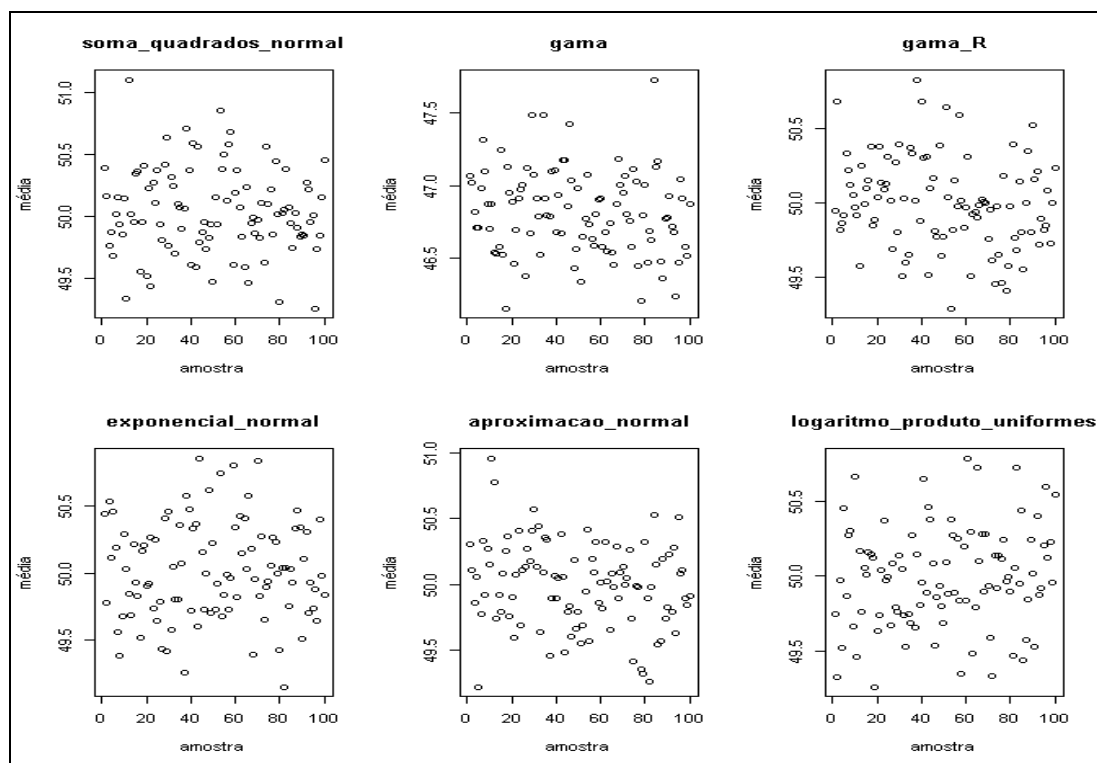 soma_quadrados_normal
média
51.0
50.5
50.0
49.5
0 20 40 60 80 100
amostra
gama
média
47.5
47.0
46.5
0 20 40 60 80 100
amostra
gama_R
média
50.5
50.0
49.5
0 20 40 60 80 100
amostra
exponencial_normal
média
50.5
50.0
49.5
0 20 40 60 80 100
amostra
aproximacao_normal
média
51.0
50.5
50.0
49.5
0 20 40 60 80 100
amostra
logaritmo_produto_uniformes
média
50.5
50.0
49.5
0 20 40 60 80 100
amostra